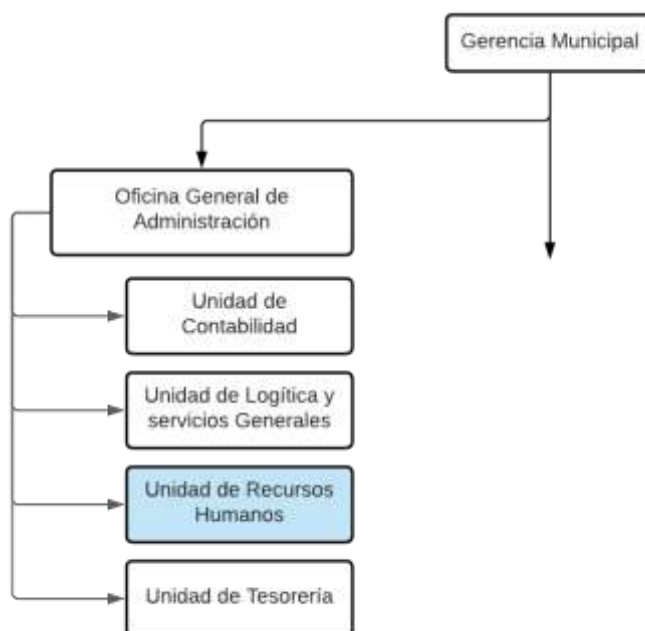 Gerencia Municipal
Oficina General de
Administración
Unidad de
Contabilidad
Unidad de Logítica y
servicios Generales
Unidad de Recursos
Humanos
Unidad de Tesorería